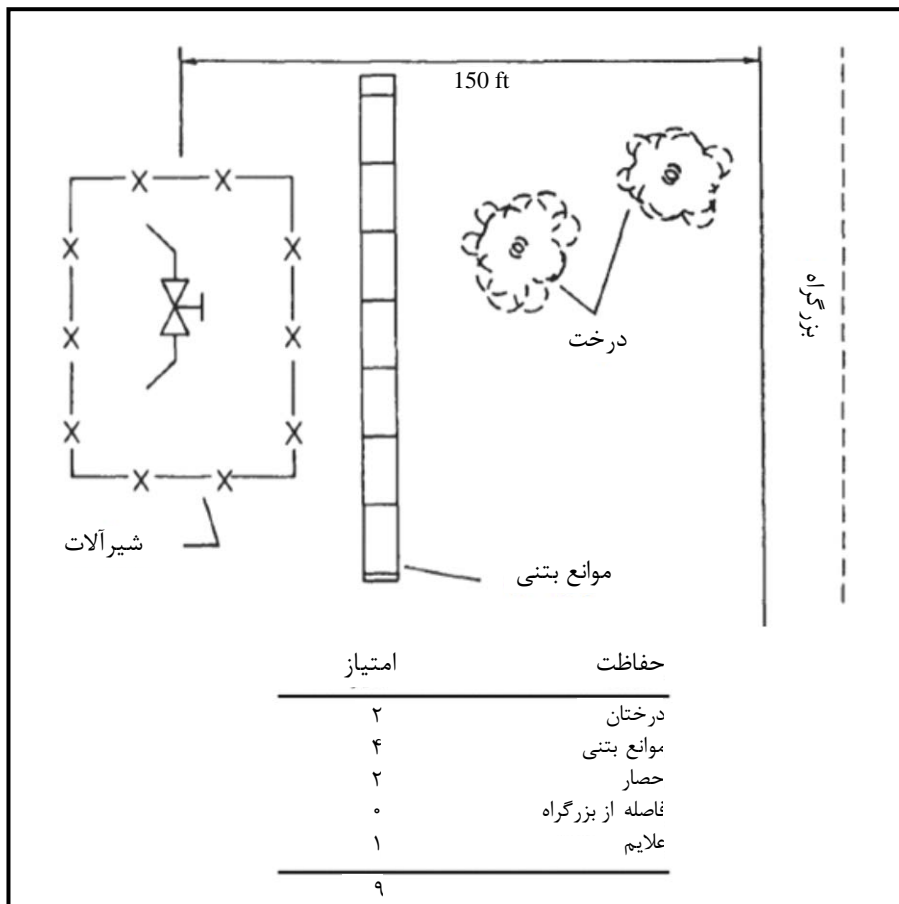 150 ft
بزرگراه
درخت
شیرآلات
موانع بتنی
حفاظت امتیاز
درختان ۲
موانع بتنی ۴
حصار ۲
فاصله از بزرگراه ۰
علایم ۱
۹